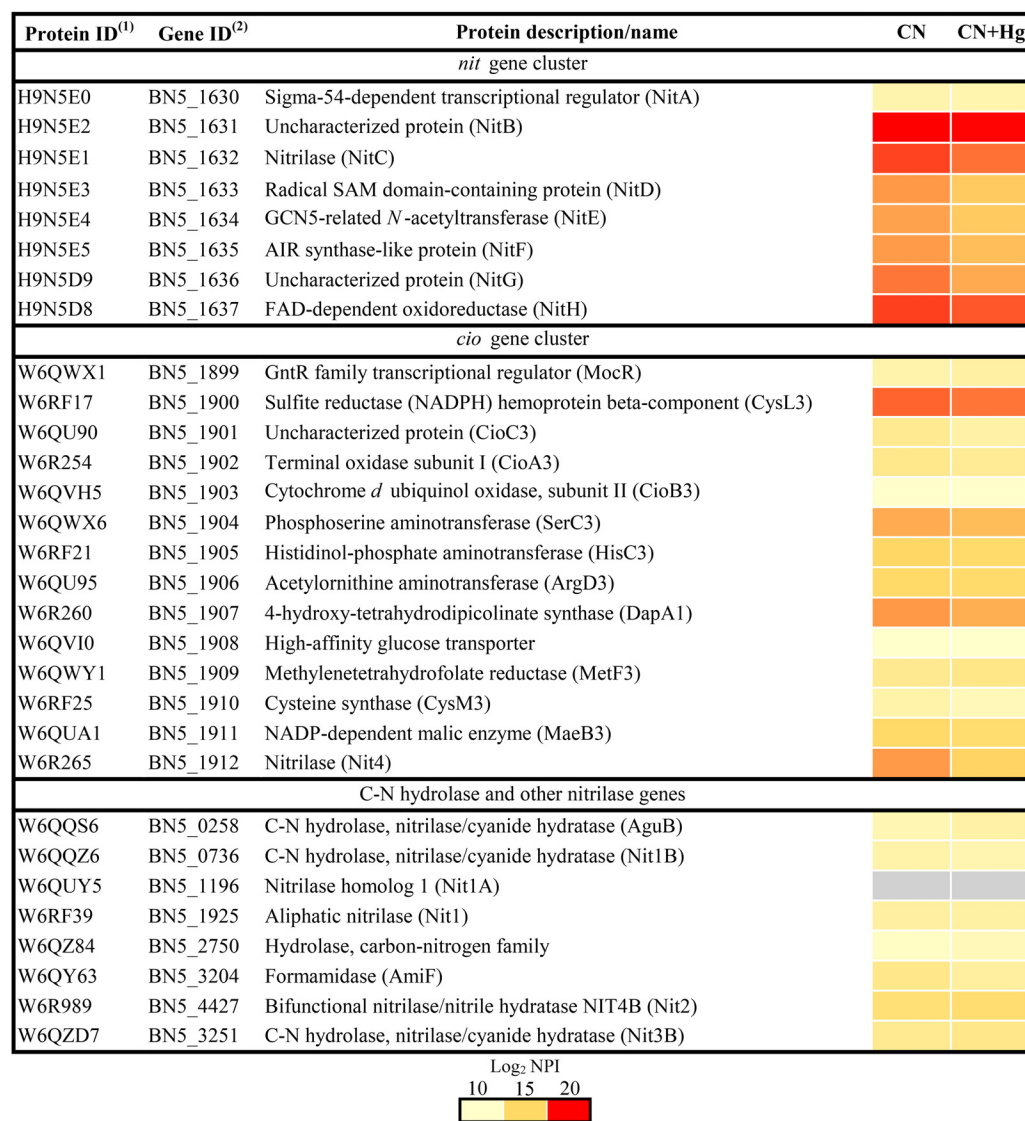 Protein ID(1) Gene ID(2) Protein description/name CN CN+Hg
nit gene cluster
H9N5E0 BN5_1630 Sigma-54-dependent transcriptional regulator (NitA)
H9N5E2 BN5_1631 Uncharacterized protein (NitB)
H9N5E1 BN5_1632 Nitrilase (NitC)
H9N5E3 BN5_1633 Radical SAM domain-containing protein (NitD)
H9N5E4 BN5_1634 GCN5-related N-acetyltransferase (NitE)
H9N5E5 BN5_1635 AIR synthase-like protein (NitF)
H9N5D9 BN5_1636 Uncharacterized protein (NitG)
H9N5D8 BN5_1637 FAD-dependent oxidoreductase (NitH)
cio gene cluster
W6QWX1 BN5_1899 GntR family transcriptional regulator (MocR)
W6RF17 BN5_1900 Sulfite reductase (NADPH) hemoprotein beta-component (CysL3)
W6QU90 BN5_1901 Uncharacterized protein (CioC3)
W6R254 BN5_1902 Terminal oxidase subunit I (CioA3)
W6QVH5 BN5_1903 Cytochrome d ubiquinol oxidase, subunit II (CioB3)
W6QWX6 BN5_1904 Phosphoserine aminotransferase (SerC3)
W6RF21 BN5_1905 Histidinol-phosphate aminotransferase (HisC3)
W6QU95 BN5_1906 Acetylornithine aminotransferase (ArgD3)
W6R260 BN5_1907 4-hydroxy-tetrahydrodipicolinate synthase (DapA1)
W6QVI0 BN5_1908 High-affinity glucose transporter
W6QWY1 BN5_1909 Methylenetetrahydrofolate reductase (MetF3)
W6RF25 BN5_1910 Cysteine synthase (CysM3)
W6QUA1 BN5_1911 NADP-dependent malic enzyme (MaeB3)
W6R265 BN5_1912 Nitrilase (Nit4)
C-N hydrolase and other nitrilase genes
W6QQS6 BN5_0258 C-N hydrolase, nitrilase/cyanide hydratase (AguB)
W6QQZ6 BN5_0736 C-N hydrolase, nitrilase/cyanide hydratase (Nit1B)
W6QUY5 BN5_1196 Nitrilase homolog 1 (Nit1A)
W6RF39 BN5_1925 Aliphatic nitrilase (Nit1)
W6QZ84 BN5_2750 Hydrolase, carbon-nitrogen family
W6QY63 BN5_3204 Formamidase (AmiF)
W6R989 BN5_4427 Bifunctional nitrilase/nitrile hydratase NIT4B (Nit2)
W6QZD7 BN5_3251 C-N hydrolase, nitrilase/cyanide hydratase (Nit3B)
Log2 NPI
10 15 20